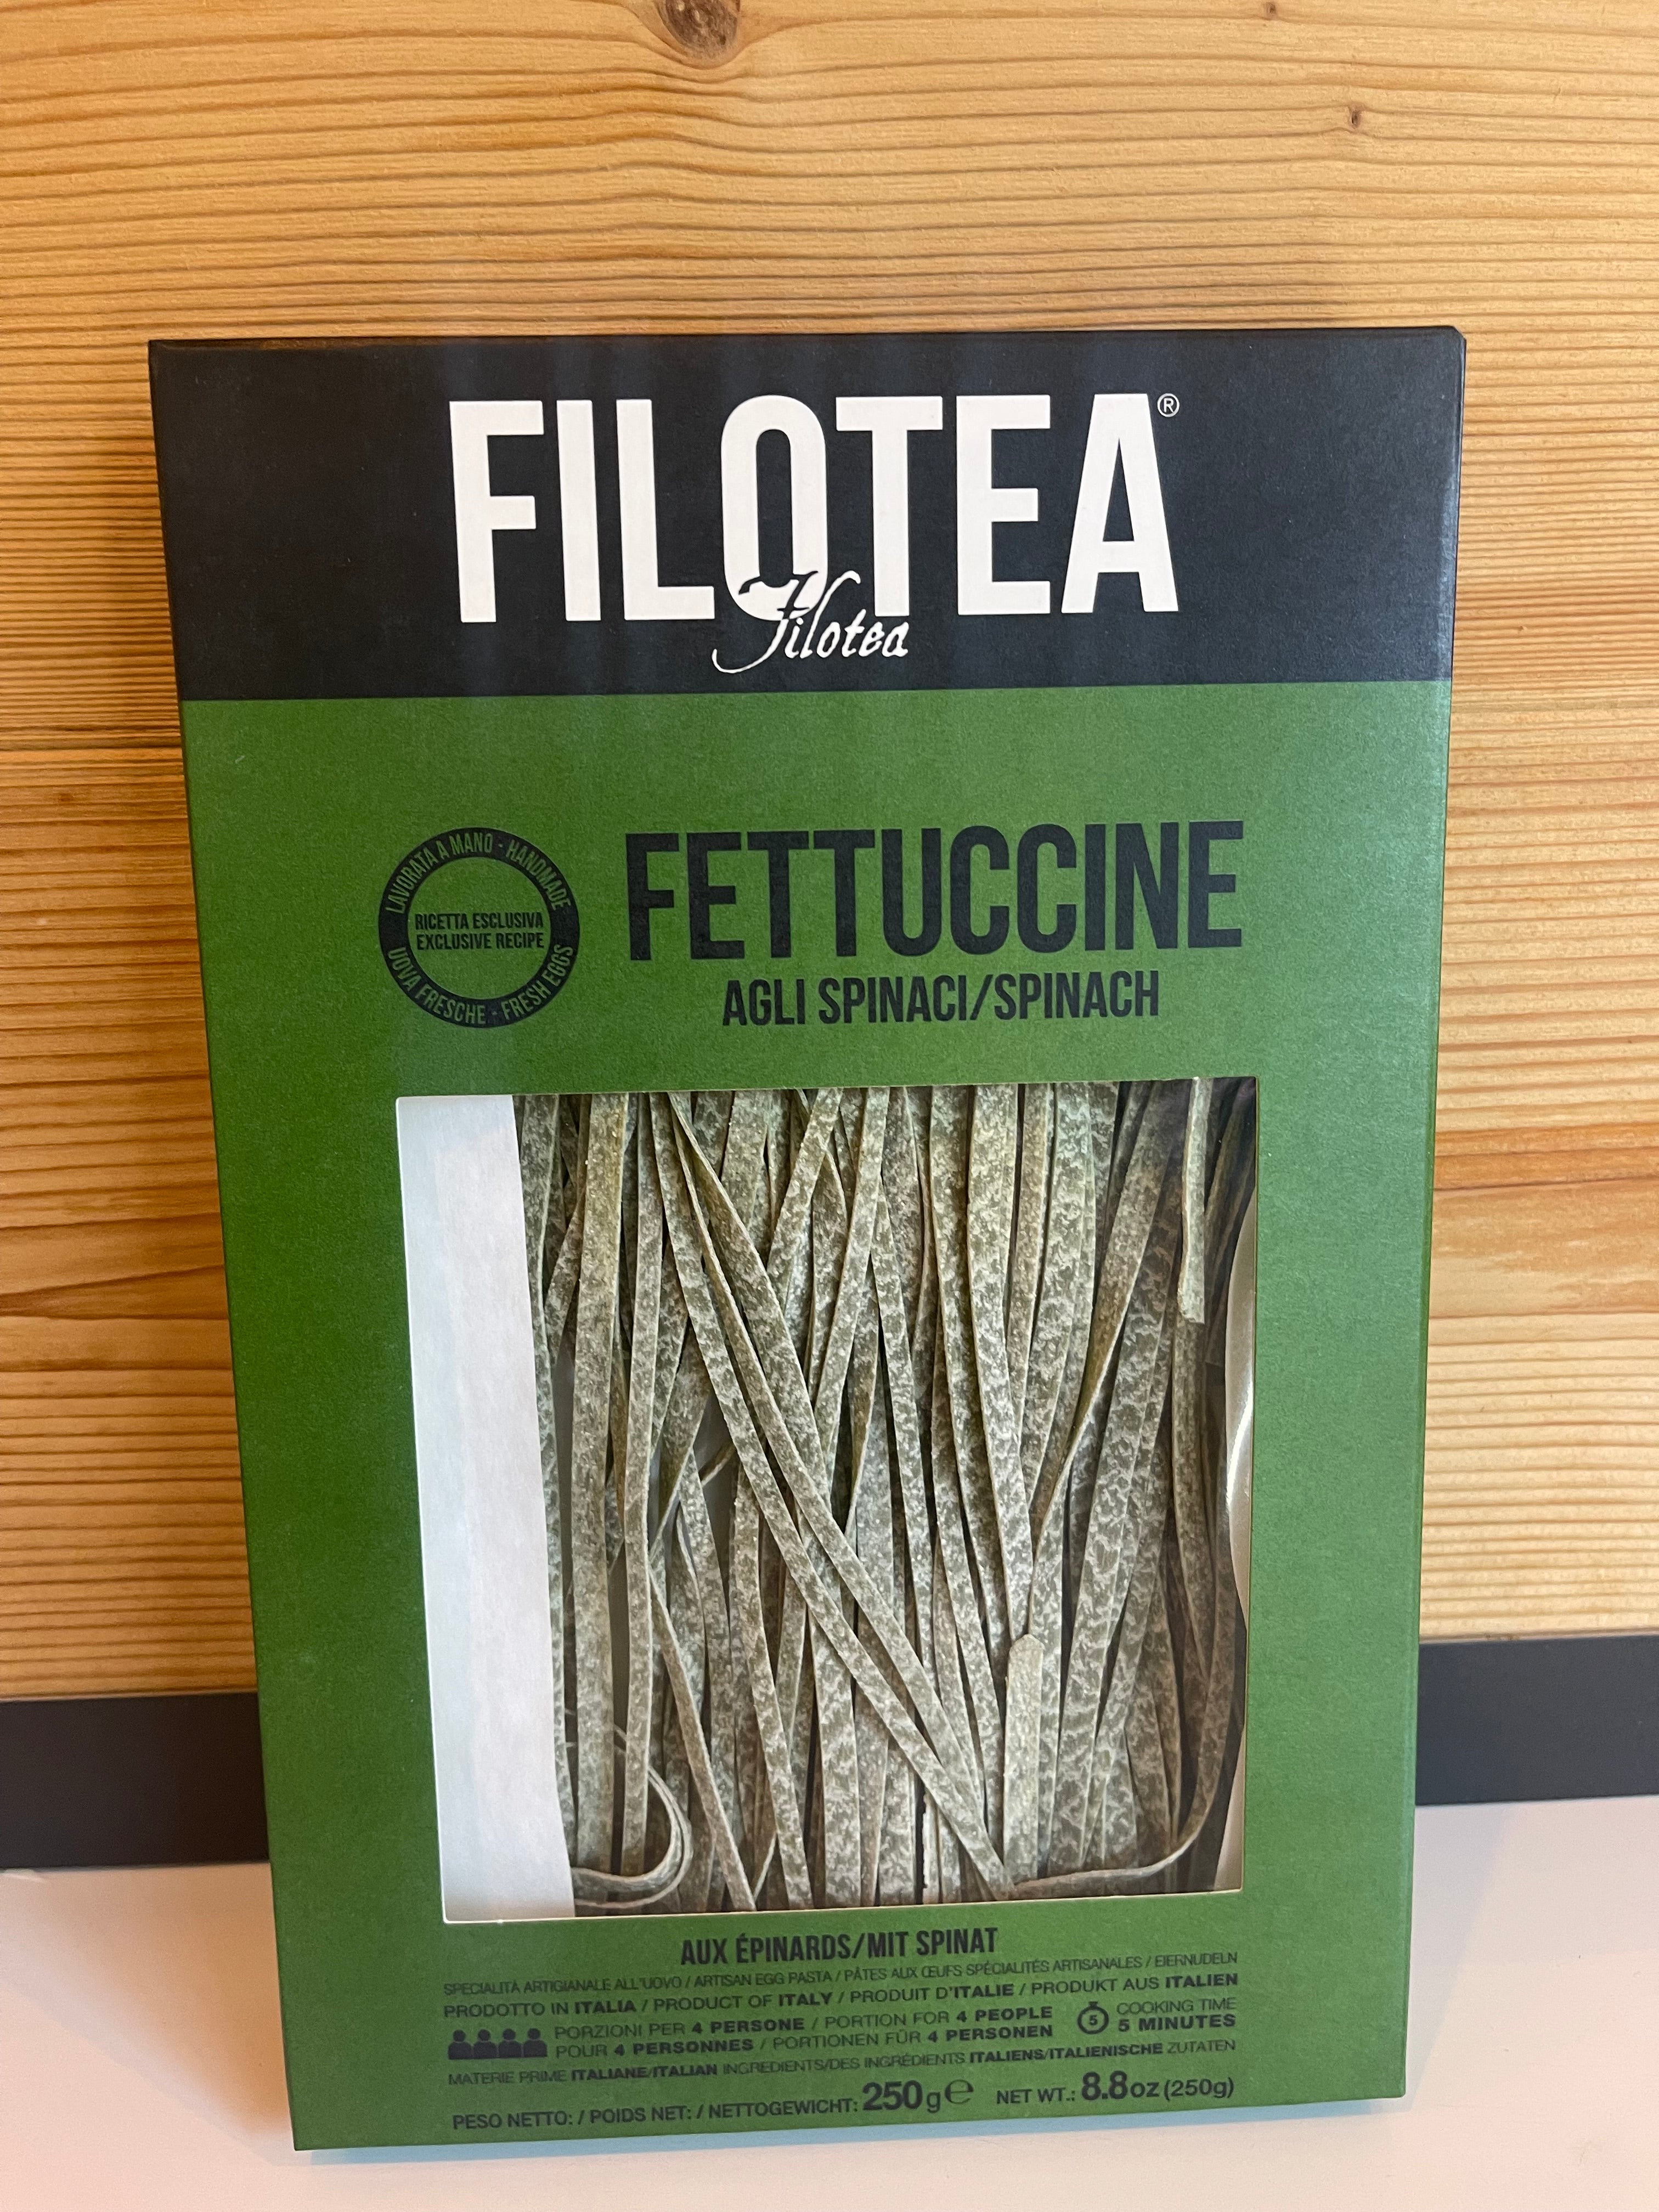 FILOTEA®
Filotea
LAVORATA A MANO - HANDMADE
RICETTA ESCLUSIVA
EXCLUSIVE RECIPE
UOVA FRESCHE - FRESH EGGS
FETTUCCINE
AGLI SPINACI/SPINACH
AUX ÉPINARDS/MIT SPINAT
SPECIALITÀ ARTIGIANALE ALL'UOVO / ARTISAN EGG PASTA / PÂTES AUX ŒUFS SPÉCIALITÉS ARTISANALES / EIERNUDELN
PRODOTTO IN ITALIA / PRODUCT OF ITALY / PRODUIT D'ITALIE / PRODUKT AUS ITALIEN
PORZIONI PER 4 PERSONE / PORTION FOR 4 PEOPLE
POUR 4 PERSONNES / PORTIONEN FÜR 4 PERSONEN
5
COOKING TIME
5 MINUTES
MATERIE PRIME ITALIANE/ITALIAN INGREDIENTS/DES INGRÉDIENTS ITALIENS/ITALIENISCHE ZUTATEN
PESO NETTO: / POIDS NET: / NETTOGEWICHT: 250g℮ NET WT.: 8.8oz (250g)